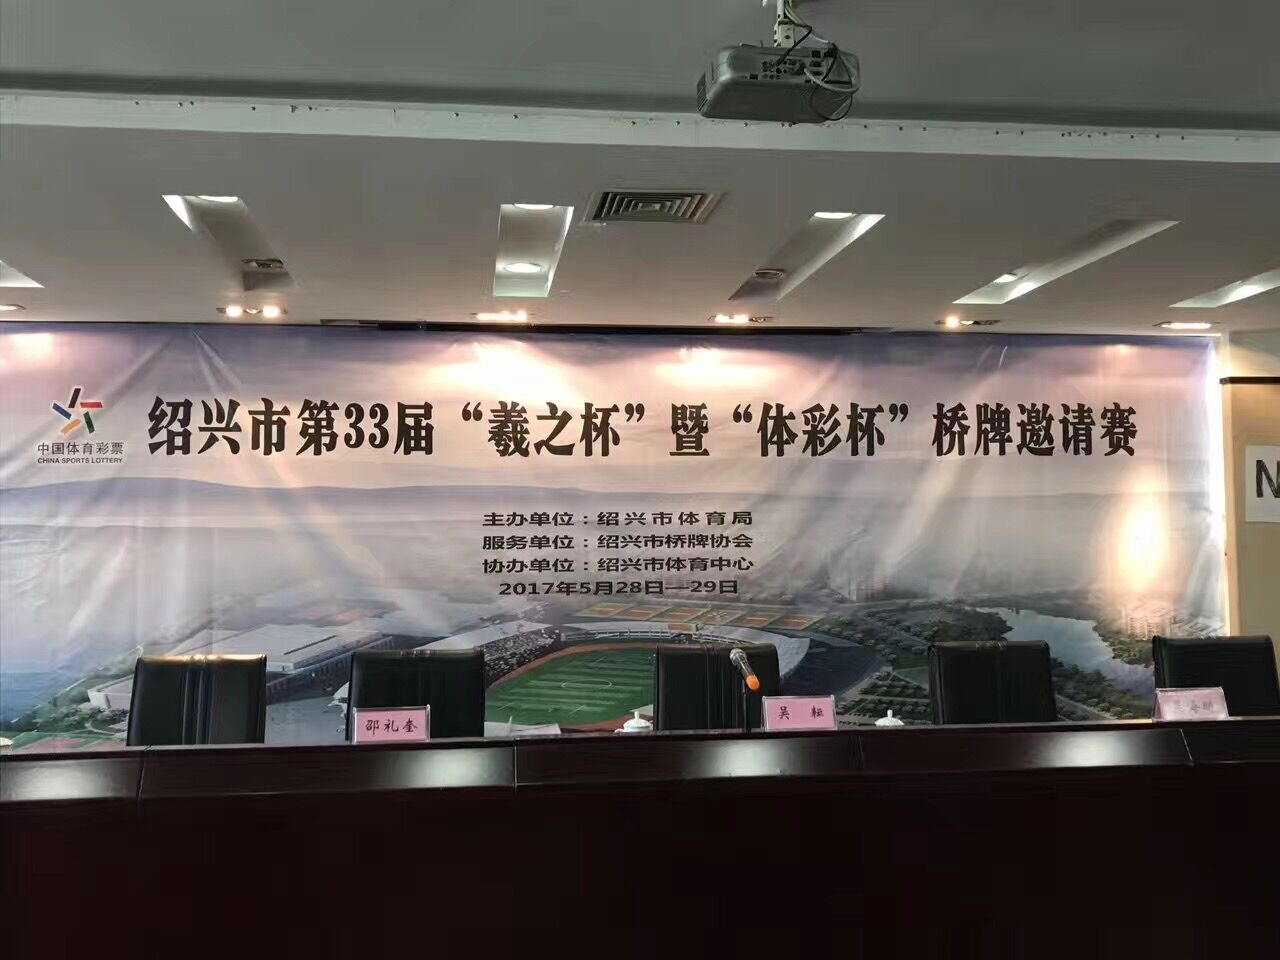 中国体育彩票
CHINA SPORTS LOTTERY
绍兴市第33届“羲之杯”暨“体彩杯”桥牌邀请赛
主办单位：绍兴市体育局
服务单位：绍兴市桥牌协会
协办单位：绍兴市体育中心
2017年5月28日—29日
N
邵礼奎
吴